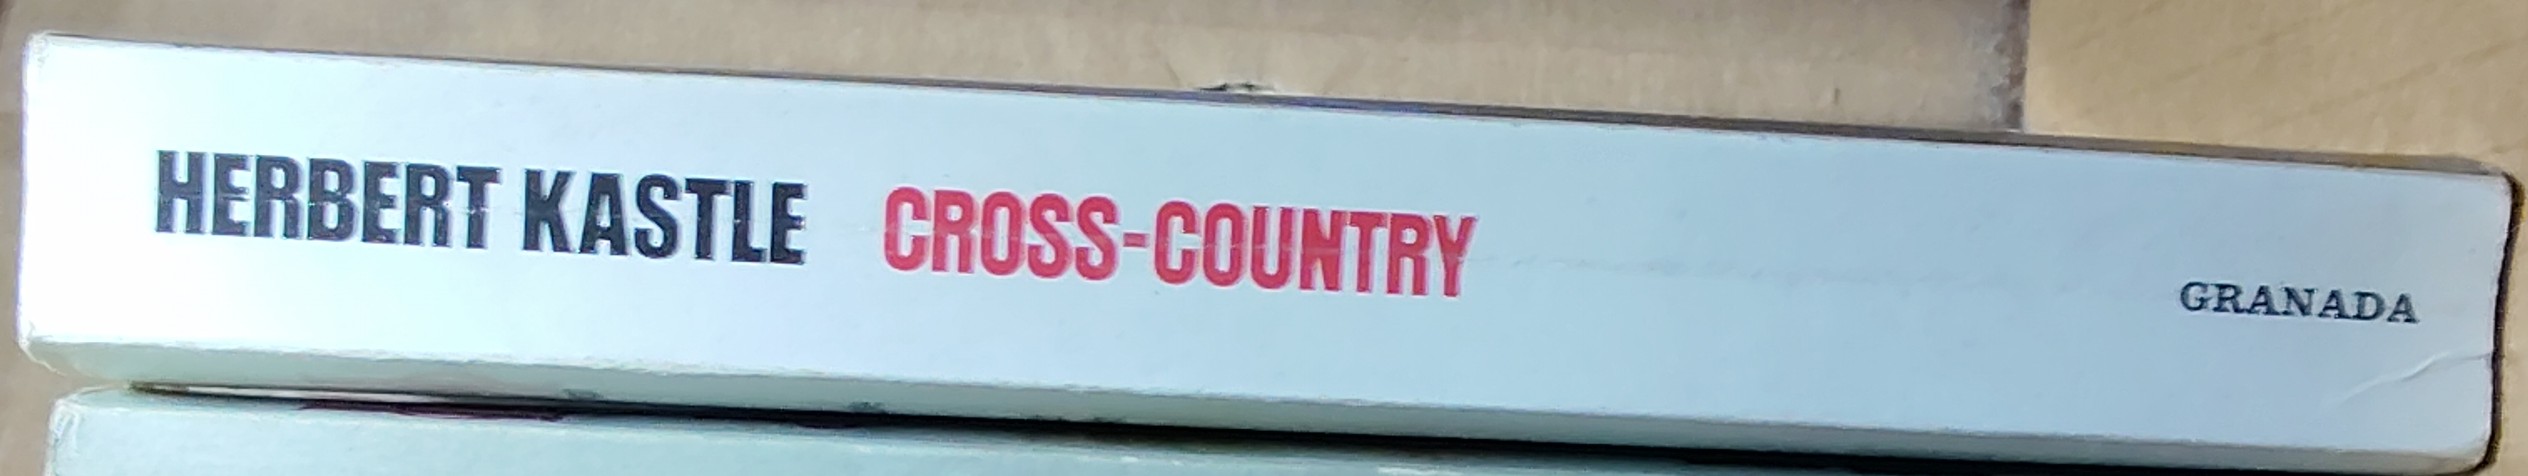 HERBERT KASTLE CROSS-COUNTRY GRANADA